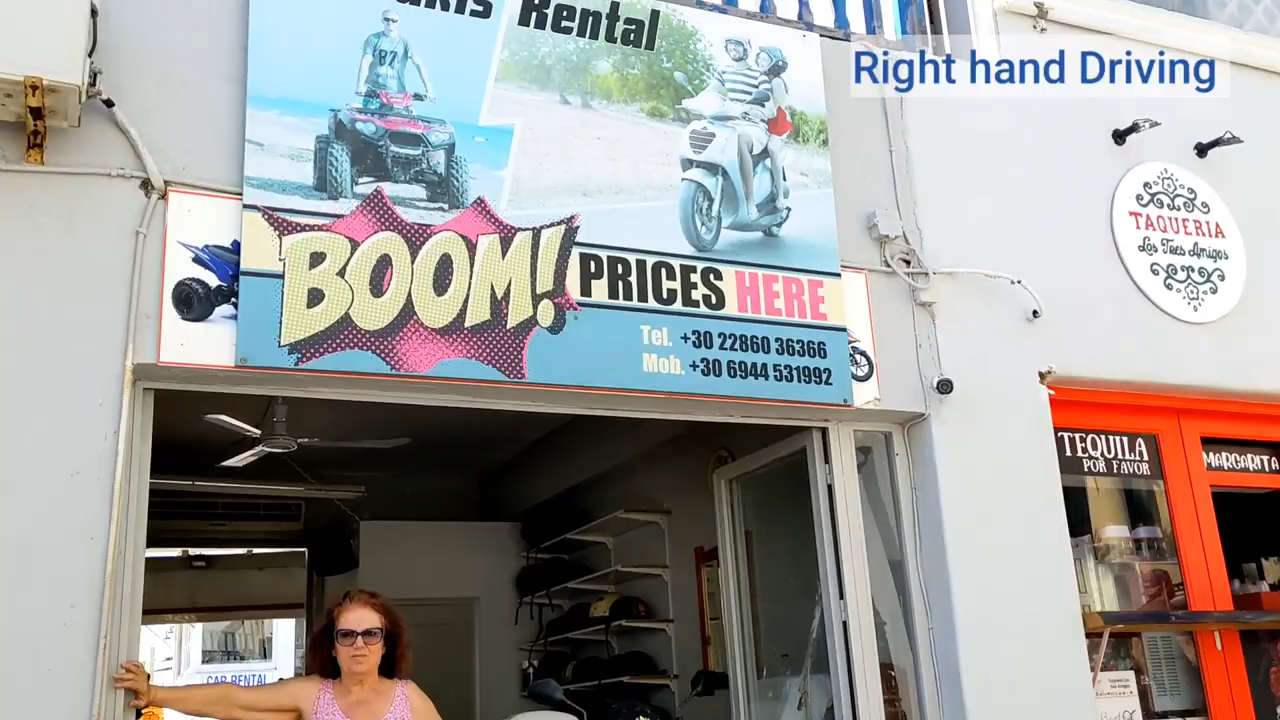 Rental
Right hand Driving
87
BOOM!
PRICES HERE
Tel. +30 22860 36366
Mob. +30 6944 531992
TAQUERIA
Los Tres Amigos
TEQUILA
POR FAVOR
MARGARITA
CAR RENTAL